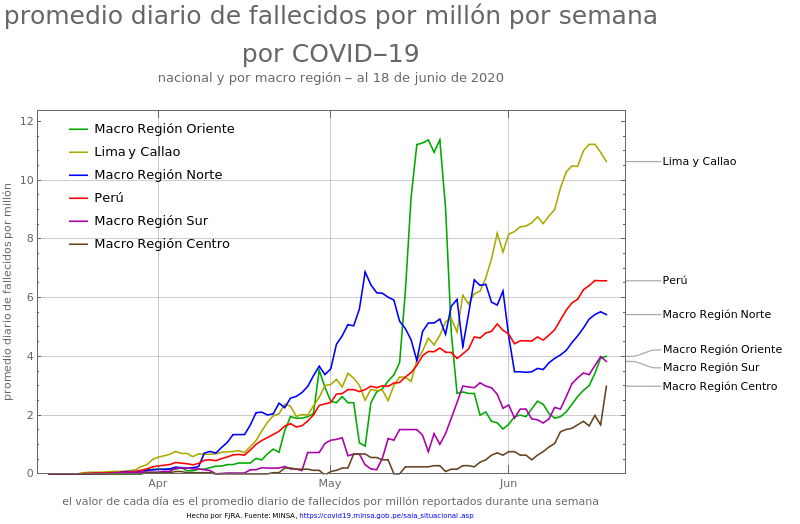 promedio diario de fallecidos por millón por semana
por COVID‒19
nacional y por macro región ‒ al 18 de junio de 2020
promedio diario de fallecidos por millón
12
10
8
6
4
2
0
Macro Región Oriente
Lima y Callao
Macro Región Norte
Perú
Macro Región Sur
Macro Región Centro
Lima y Callao
Perú
Macro Región Norte
Macro Región Oriente
Macro Región Sur
Macro Región Centro
Apr May Jun
el valor de cada día es el promedio diario de fallecidos por millón reportados durante una semana
Hecho por FJRA. Fuente: MINSA, https://covid19.minsa.gob.pe/sala_situacional.asp